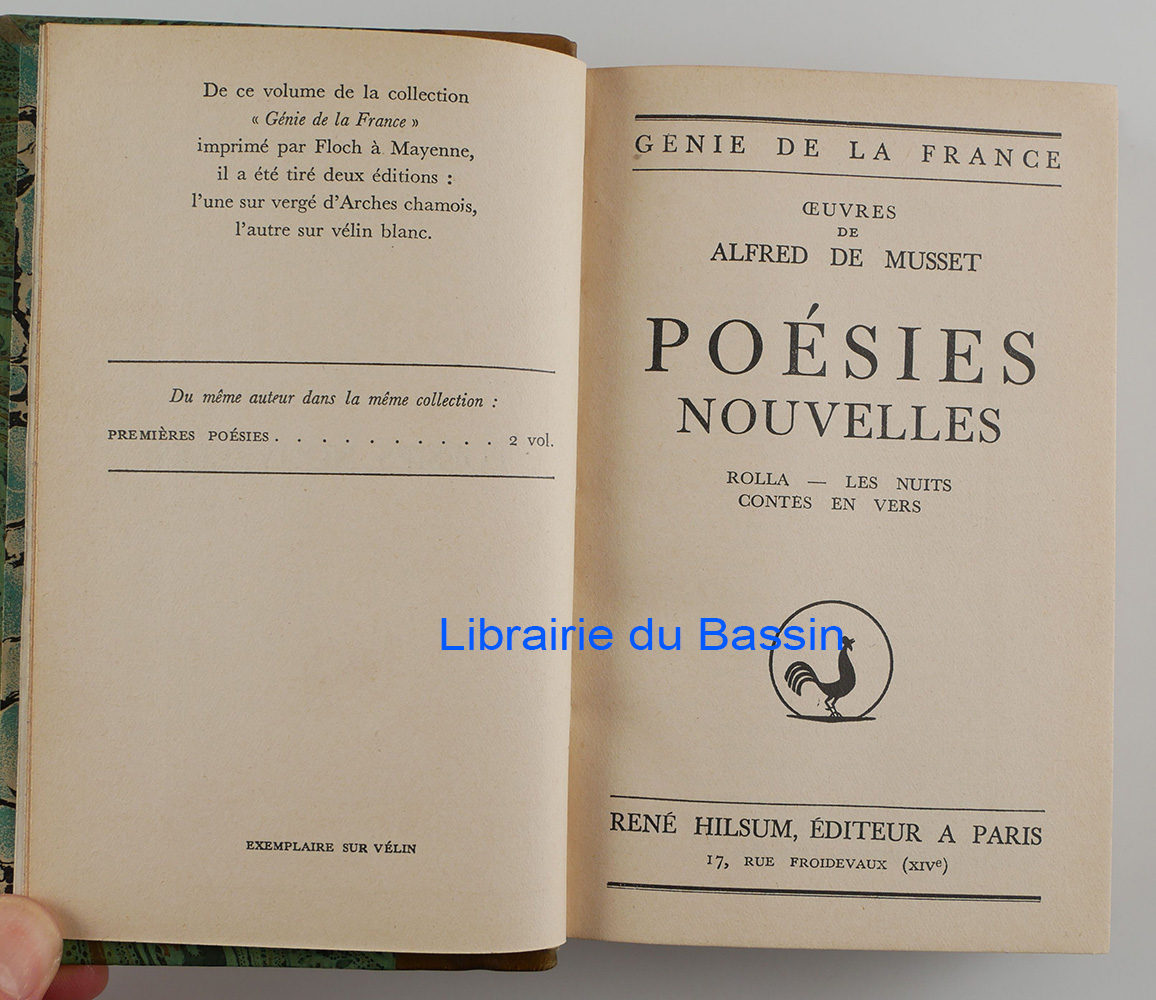 De ce volume de la collection
« Génie de la France »
imprimé par Floch à Mayenne,
il a été tiré deux éditions :
l'une sur vergé d'Arches chamois,
l'autre sur vélin blanc.
Du même auteur dans la même collection :
PREMIÈRES POÉSIES . . . . . . . . . . 2 vol.
EXEMPLAIRE SUR VÉLIN
GÉNIE DE LA FRANCE
ŒUVRES
DE
ALFRED DE MUSSET
POÉSIES
NOUVELLES
ROLLA — LES NUITS
CONTES EN VERS
Librairie du Bassin
RENÉ HILSUM, ÉDITEUR A PARIS
17, RUE FROIDEVAUX (XIVe)